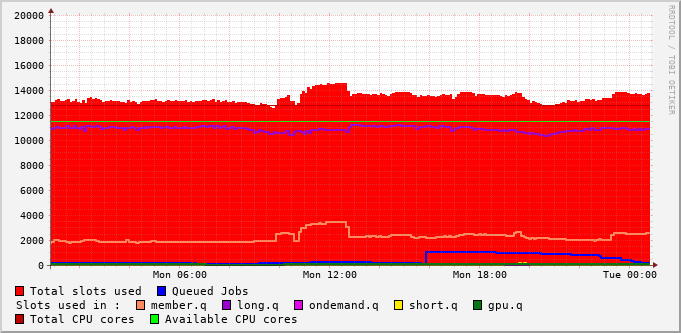 20000
18000
16000
14000
12000
10000
8000
6000
4000
2000
0
Mon 06:00 Mon 12:00 Mon 18:00 Tue 00:00
RRDTOOL / TOBI OETIKER
Total slots used Queued Jobs
Slots used in : member.q long.q ondemand.q short.q gpu.q
Total CPU cores Available CPU cores